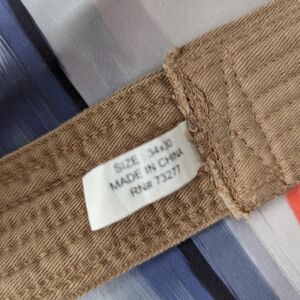 SIZE : 34x30
MADE IN CHINA
RN# 73277